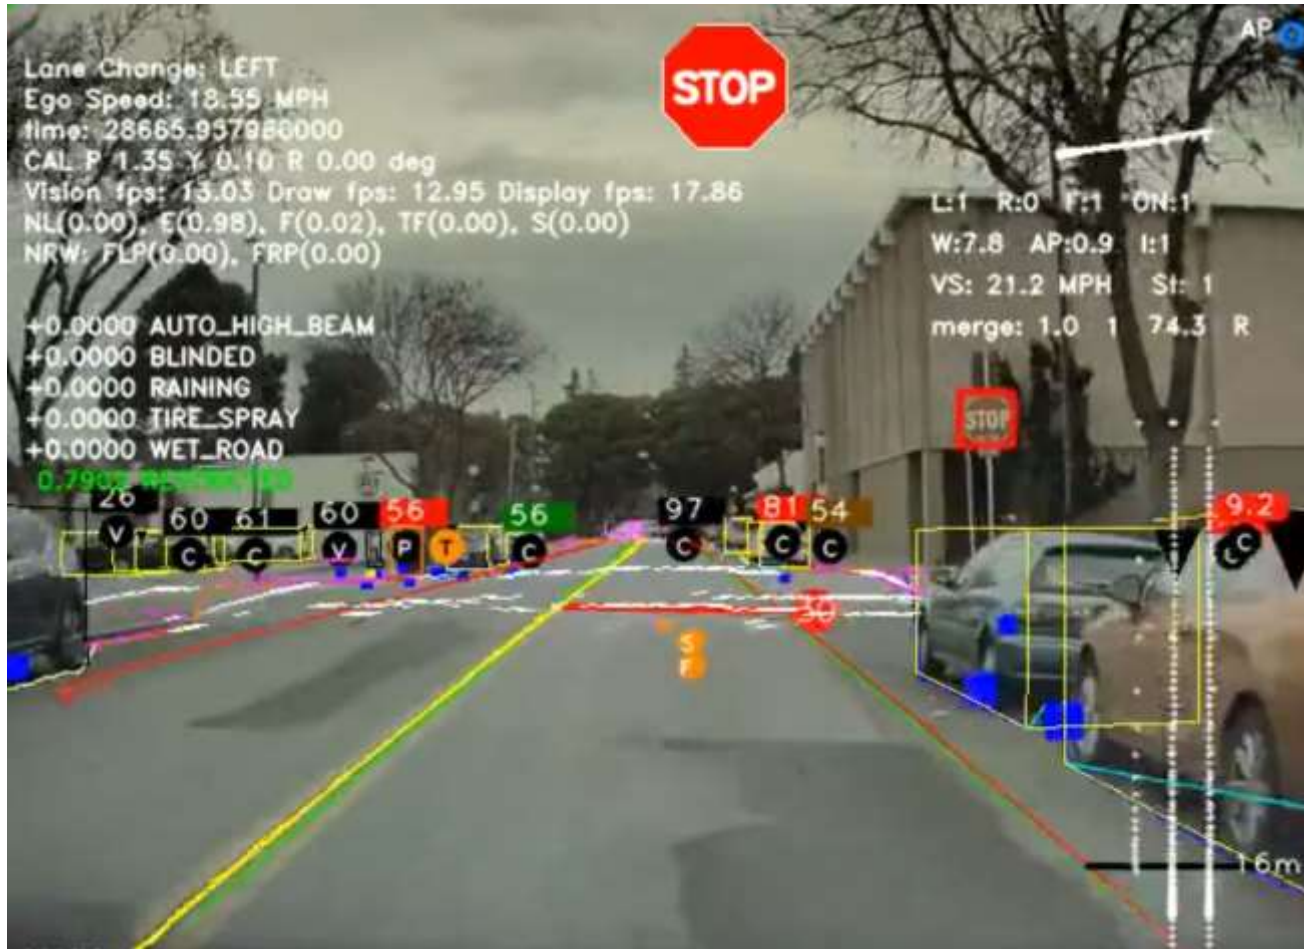 AP
STOP
Lane Change: LEFT
Ego Speed: 18.55 MPH
time: 28665.937980000
CAL P 1.35 Y 0.10 R 0.00 deg
Vision fps: 13.03 Draw fps: 12.95 Display fps: 17.86
NL(0.00), E(0.98), F(0.02), TF(0.00), S(0.00)
NRW: FLP(0.00), FRP(0.00)
L:1 R:0 F:1 ON:1
W:7.8 AP:0.9 I:1
VS: 21.2 MPH St: 1
merge: 1.0 1 74.3 R
+0.0000 AUTO_HIGH_BEAM
+0.0000 BLINDED
+0.0000 RAINING
+0.0000 TIRE_SPRAY
+0.0000 WET_ROAD
STOP
26 60 61 60 56 56 97 81 54 9.2
V C C V P T C C C C L C
30
S
F
16m